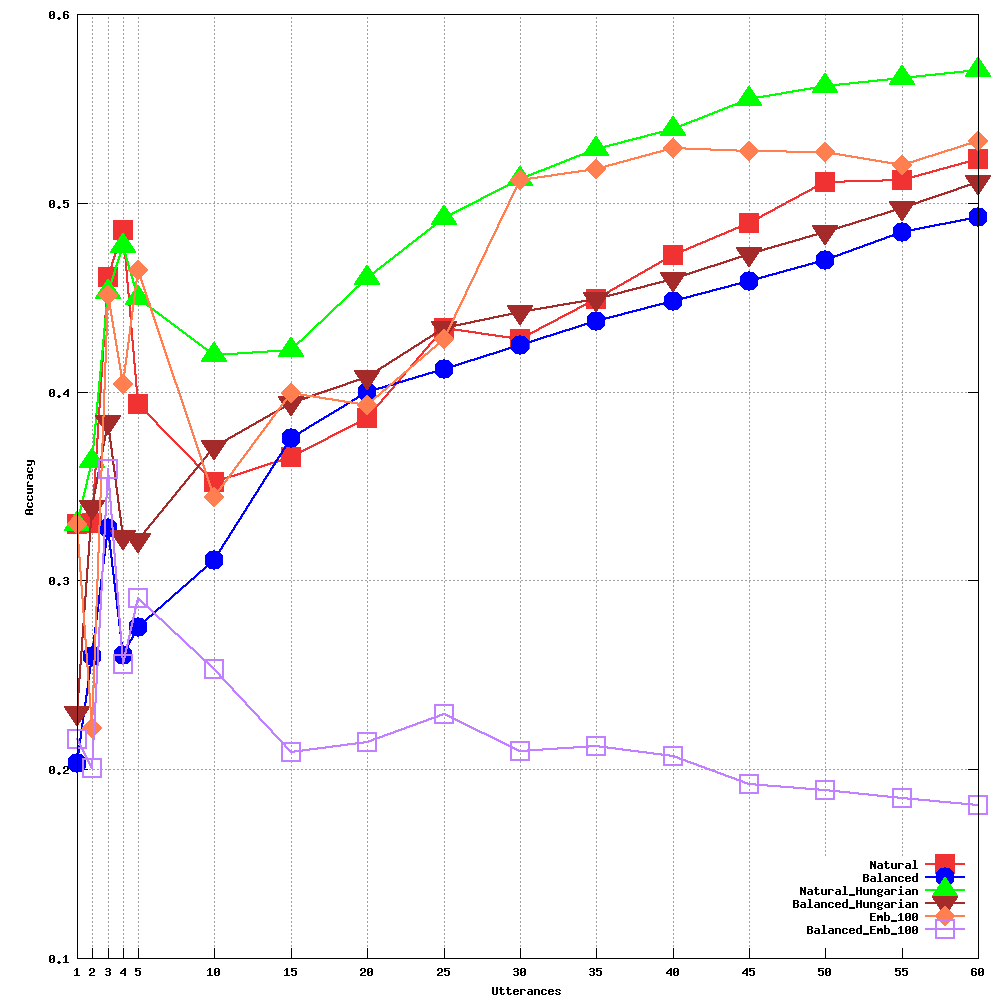 0.6
0.5
0.4
0.3
0.2
0.1
Accuracy
1 2 3 4 5 10 15 20 25 30 35 40 45 50 55 60
Utterances
Natural
Balanced
Natural_Hungarian
Balanced_Hungarian
Emb_100
Balanced_Emb_100